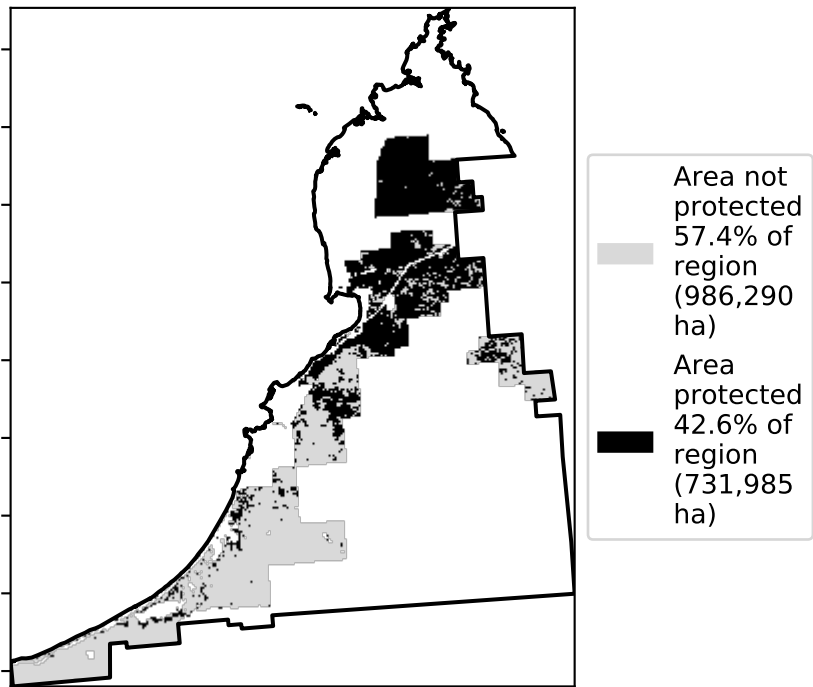 Area not
protected
57.4% of
region
(986,290
ha)
Area
protected
42.6% of
region
(731,985
ha)